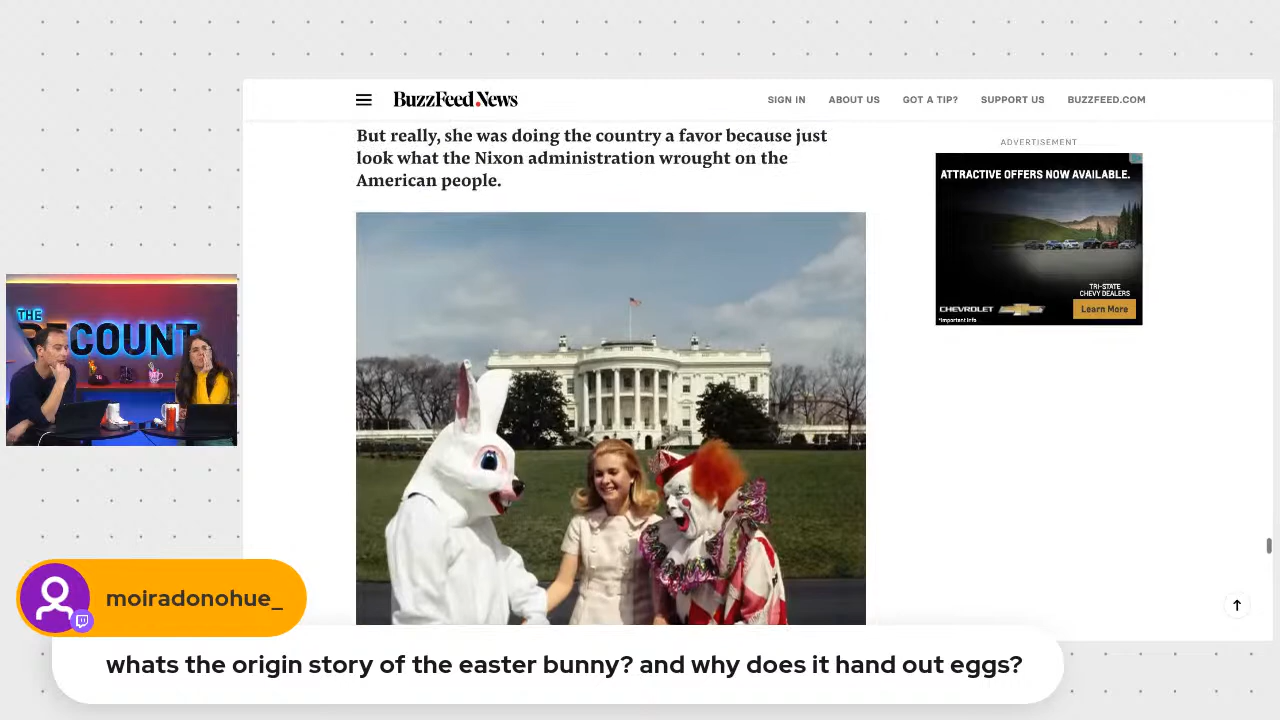 BuzzFeed News
SIGN IN ABOUT US GOT A TIP? SUPPORT US BUZZFEED.COM
But really, she was doing the country a favor because just
look what the Nixon administration wrought on the
American people.
ADVERTISEMENT
ATTRACTIVE OFFERS NOW AVAILABLE.
TRI-STATE
CHEVY DEALERS
CHEVROLET
Learn More
*Important Info
THE
RECOUNT
moiradonohue_
whats the origin story of the easter bunny? and why does it hand out eggs?